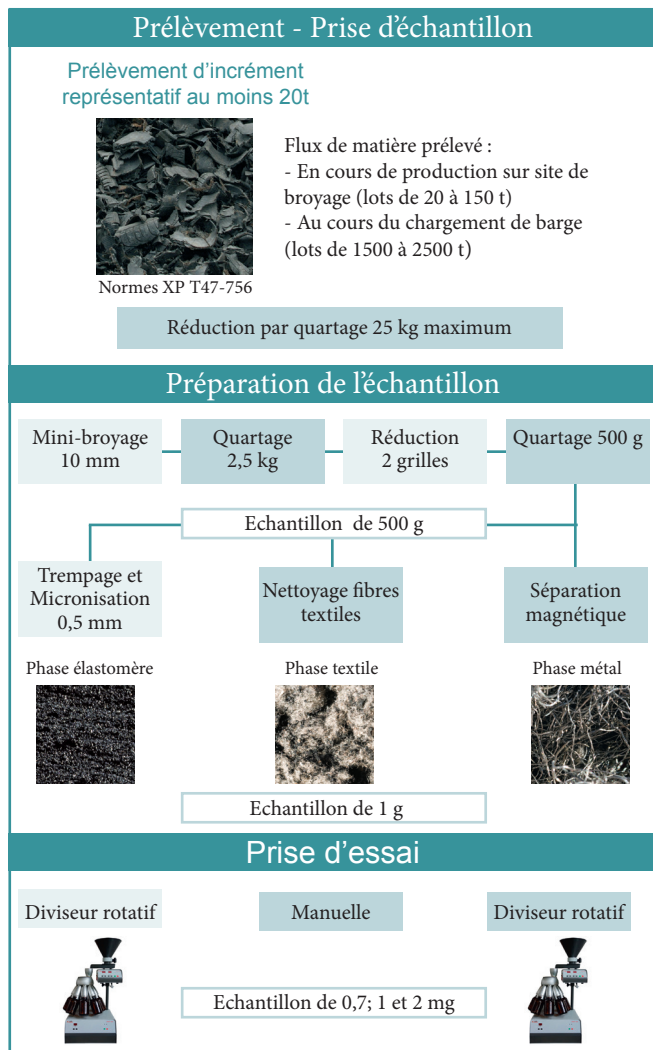 Prélèvement - Prise d'échantillon
Prélèvement d'incrément
représentatif au moins 20t
Flux de matière prélevé :
- En cours de production sur site de
broyage (lots de 20 à 150 t)
- Au cours du chargement de barge
(lots de 1500 à 2500 t)
Normes XP T47-756
Réduction par quartage 25 kg maximum
Préparation de l'échantillon
Mini-broyage
10 mm
Quartage
2,5 kg
Réduction
2 grilles
Quartage 500 g
Echantillon de 500 g
Trempage et
Micronisation
0,5 mm
Nettoyage fibres
textiles
Séparation
magnétique
Phase élastomère
Phase textile
Phase métal
Echantillon de 1 g
Prise d'essai
Diviseur rotatif
Manuelle
Diviseur rotatif
Echantillon de 0,7; 1 et 2 mg